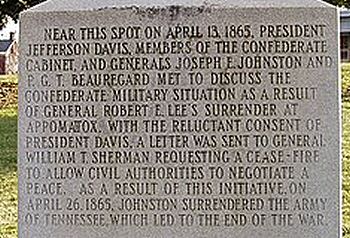 NEAR THIS SPOT ON APRIL 13, 1865, PRESIDENT
JEFFERSON DAVIS, MEMBERS OF THE CONFEDERATE
CABINET, AND GENERALS JOSEPH E. JOHNSTON AND
P. G. T. BEAUREGARD MET TO DISCUSS THE
CONFEDERATE MILITARY SITUATION AS A RESULT
OF GENERAL ROBERT E. LEE'S SURRENDER AT
APPOMATOX. WITH THE RELUCTANT CONSENT OF
PRESIDENT DAVIS, A LETTER WAS SENT TO GENERAL
WILLIAM T. SHERMAN REQUESTING A CEASE-FIRE
TO ALLOW CIVIL AUTHORITIES TO NEGOTIATE A
PEACE. AS A RESULT OF THIS INITIATIVE, ON
APRIL 26, 1865, JOHNSTON SURRENDERED THE ARMY
OF TENNESSEE, WHICH LED TO THE END OF THE WAR.